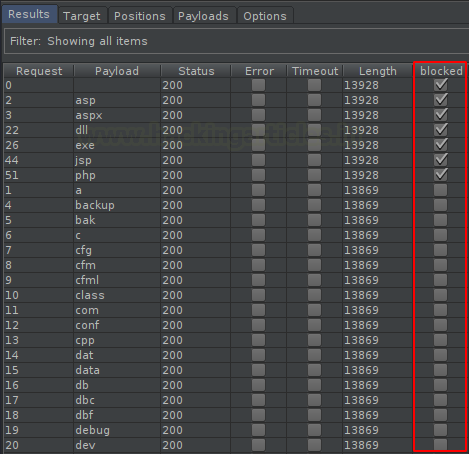 Results Target Positions Payloads Options
Filter: Showing all items
Request Payload Status Error Timeout Length blocked
0 200 13928
2 asp 200 13928
3 aspx 200 13928
22 dll 200 13928
26 exe 200 13928
44 jsp 200 13928
51 php 200 13928
1 a 200 13869
4 backup 200 13869
5 bak 200 13869
6 c 200 13869
7 cfg 200 13869
8 cfm 200 13869
9 cfml 200 13869
10 class 200 13869
11 com 200 13869
12 conf 200 13869
13 cpp 200 13869
14 dat 200 13869
15 data 200 13869
16 db 200 13869
17 dbc 200 13869
18 dbf 200 13869
19 debug 200 13869
20 dev 200 13869